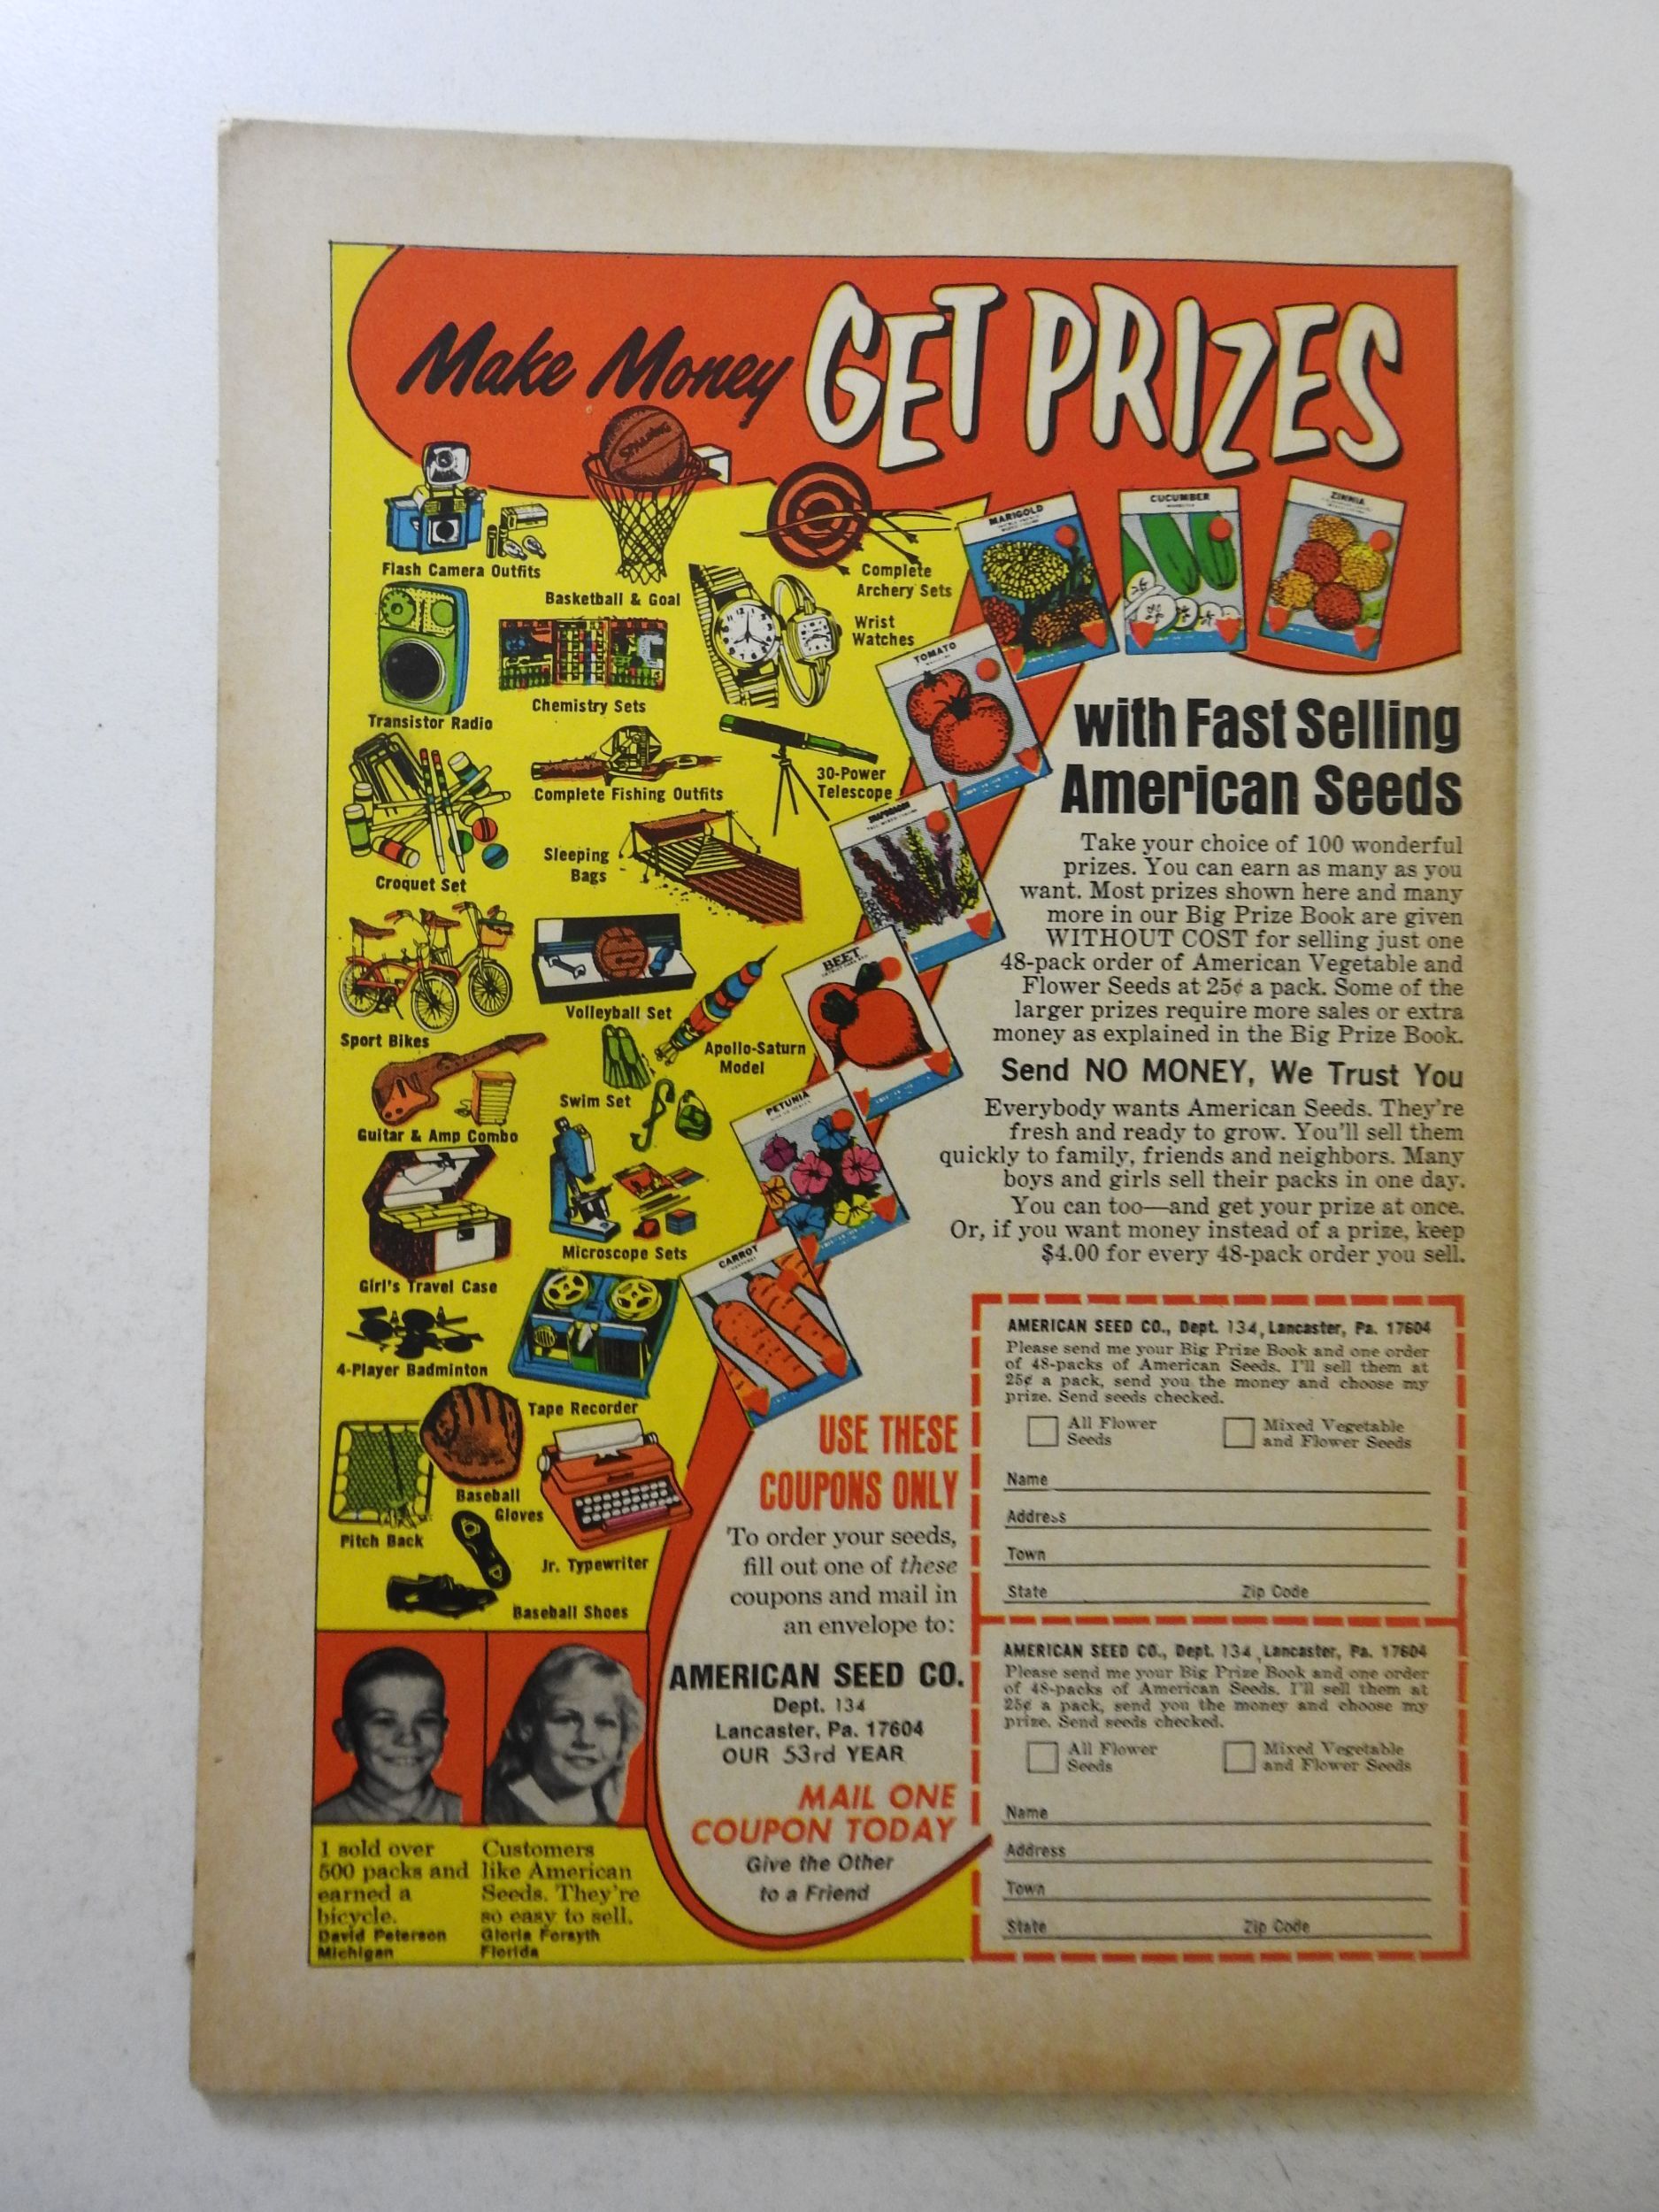 Make Money GET PRIZES
SPALDING
Flash Camera Outfits
Basketball & Goal
Complete
Archery Sets
Transistor Radio
Chemistry Sets
Wrist
Watches
Croquet Set
Complete Fishing Outfits
30-Power
Telescope
Sleeping
Bags
Sport Bikes
Volleyball Set
Apollo-Saturn
Model
Guitar & Amp Combo
Swim Set
Girl's Travel Case
Microscope Sets
4-Player Badminton
Tape Recorder
Pitch Back
Baseball
Gloves
Jr. Typewriter
Baseball Shoes
MARIGOLD
CUCUMBER
ZINNIA
TOMATO
SNAPDRAGON
BEET
PETUNIA
CARROT
with Fast Selling
American Seeds
Take your choice of 100 wonderful
prizes. You can earn as many as you
want. Most prizes shown here and many
more in our Big Prize Book are given
WITHOUT COST for selling just one
48-pack order of American Vegetable and
Flower Seeds at 25¢ a pack. Some of the
larger prizes require more sales or extra
money as explained in the Big Prize Book.
Send NO MONEY, We Trust You
Everybody wants American Seeds. They're
fresh and ready to grow. You'll sell them
quickly to family, friends and neighbors. Many
boys and girls sell their packs in one day.
You can too—and get your prize at once.
Or, if you want money instead of a prize, keep
$4.00 for every 48-pack order you sell.
USE THESE
COUPONS ONLY
To order your seeds,
fill out one of these
coupons and mail in
an envelope to:
AMERICAN SEED CO.
Dept. 134
Lancaster, Pa. 17604
OUR 53rd YEAR
MAIL ONE
COUPON TODAY
Give the Other
to a Friend
I sold over
500 packs and
earned a
bicycle.
David Peterson
Michigan
Customers
like American
Seeds. They're
so easy to sell.
Gloria Forsyth
Florida
AMERICAN SEED CO., Dept. 134, Lancaster, Pa. 17604
Please send me your Big Prize Book and one order
of 48-packs of American Seeds. I'll sell them at
25¢ a pack, send you the money and choose my
prize. Send seeds checked.
All Flower
Seeds
Mixed Vegetable
and Flower Seeds
Name
Address
Town
State Zip Code
AMERICAN SEED CO., Dept. 134, Lancaster, Pa. 17604
Please send me your Big Prize Book and one order
of 48-packs of American Seeds. I'll sell them at
25¢ a pack, send you the money and choose my
prize. Send seeds checked.
All Flower
Seeds
Mixed Vegetable
and Flower Seeds
Name
Address
Town
State Zip Code